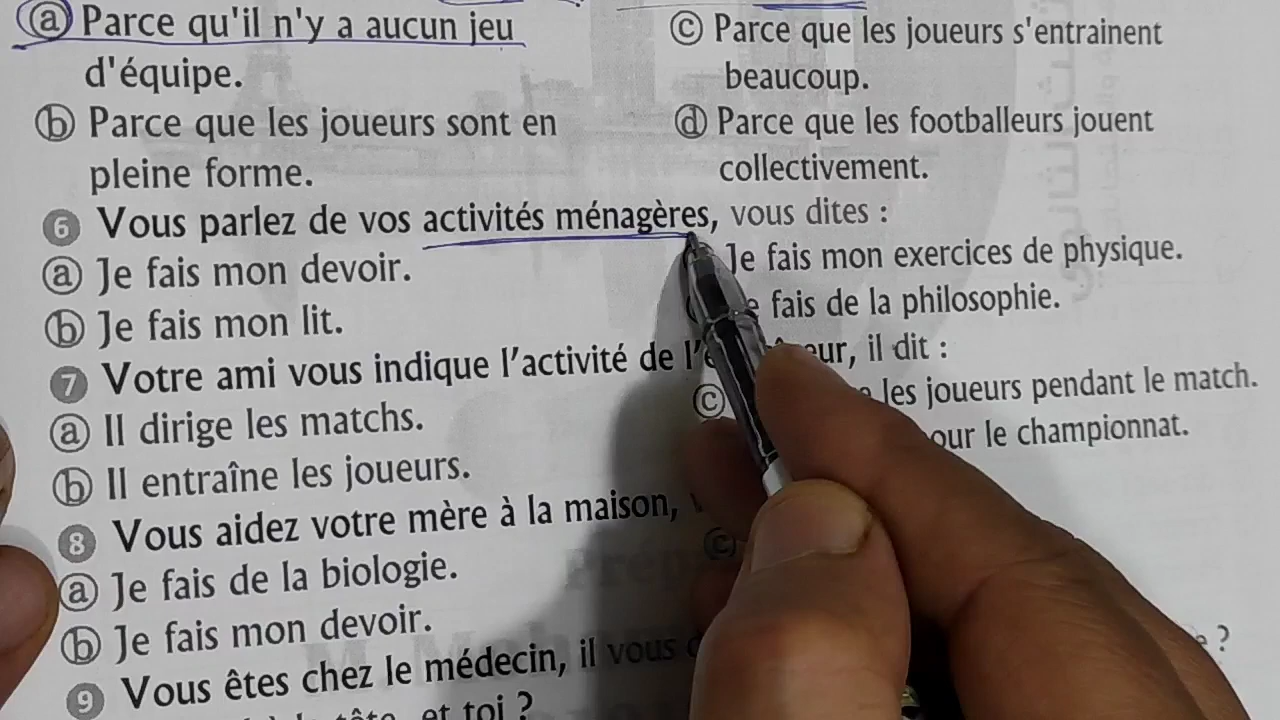 ⓐ Parce qu'il n'y a aucun jeu
d'équipe.
ⓑ Parce que les joueurs sont en
pleine forme.
ⓒ Parce que les joueurs s'entrainent
beaucoup.
ⓓ Parce que les footballeurs jouent
collectivement.
6 Vous parlez de vos activités ménagères, vous dites :
ⓐ Je fais mon devoir.
ⓑ Je fais mon lit.
Je fais mon exercices de physique.
fais de la philosophie.
7 Votre ami vous indique l'activité de il dit :
ⓐ Il dirige les matchs.
ⓑ Il entraîne les joueurs.
ⓒ les joueurs pendant le match.
le championnat.
8 Vous aidez votre mère à la maison,
ⓐ Je fais de la biologie.
ⓑ Je fais mon devoir.
ⓒ
9 Vous êtes chez le médecin, il vous
?
et toi ?